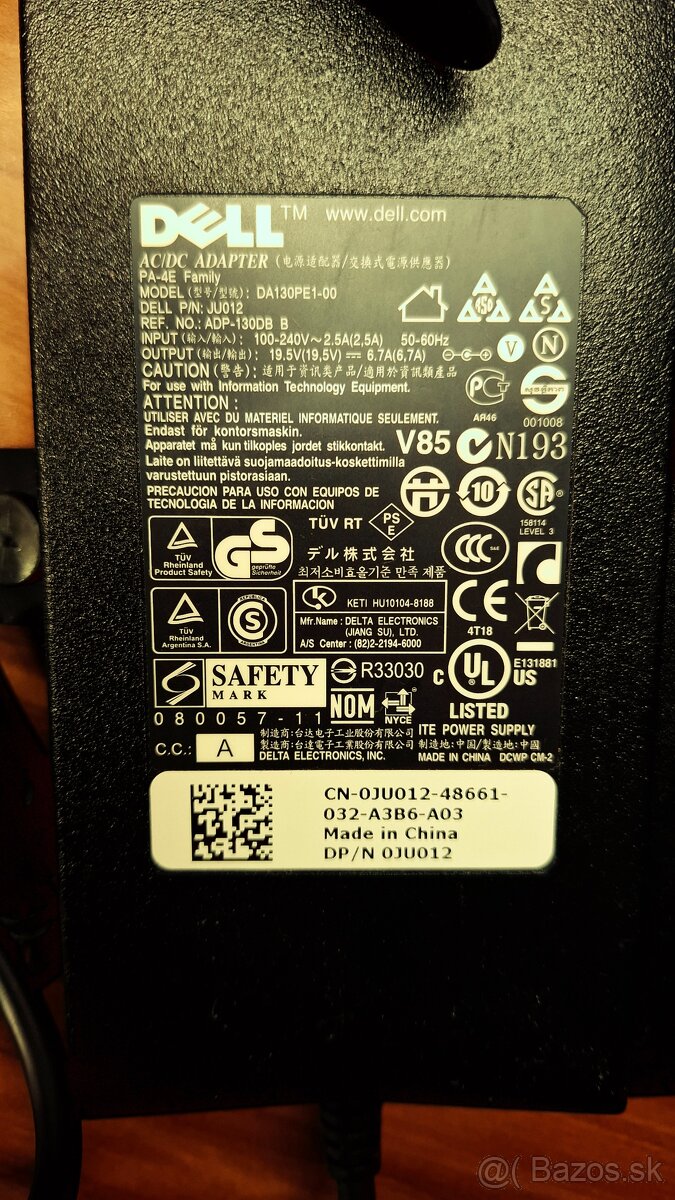 DELL™ www.dell.com
AC/DC ADAPTER (电源适配器/交換式電源供應器)
PA-4E Family
MODEL (型号/型號): DA130PE1-00
DELL P/N: JU012
REF. NO.: ADP-130DB B
INPUT (输入/輸入): 100-240V～2.5A(2,5A) 50-60Hz
OUTPUT (输出/輸出): 19.5V(19,5V) ⎓ 6.7A(6,7A)
V N
CAUTION (警告): 适用于资讯类产品/適用於資訊類產品
For use with Information Technology Equipment.
ATTENTION :
UTILISER AVEC DU MATERIEL INFORMATIQUE SEULEMENT.
Endast för kontorsmaskin.
Apparatet må kun tilkoples jordet stikkontakt.
Laite on liitettävä suojamaadoitus-koskettimilla
varustettuun pistorasiaan.
PRECAUCION PARA USO CON EQUIPOS DE
TECNOLOGIA DE LA INFORMACION
450 S
АЯ46
001008
V85 N193
10 SA ®
158114
LEVEL 3
TÜV
Rheinland
Product Safety
GS
geprüfte
Sicherheit
TÜV RT
PS
E
デル株式会社
최저소비효율기준 만족 제품
CCC S&E
TÜV
Rheinland
Argentina S.A.
REPUBLICA
S
ARGENTINA
K KETI HU10104-8188
Mfr.Name : DELTA ELECTRONICS
(JIANG SU), LTD.
A/S Center : (82)2-2194-6000
CE
4T18
SAFETY
MARK
080057-11
R33030
NOM
NYCE
c UL US
LISTED
E131881
ITE POWER SUPPLY
C.C.: A
制造商: 台达电子工业股份有限公司
製造商: 台達電子工業股份有限公司
DELTA ELECTRONICS, INC.
制造地: 中国/製造地: 中國
MADE IN CHINA DCWP CM-2
CN-0JU012-48661-
032-A3B6-A03
Made in China
DP/N 0JU012
@( Bazos.sk